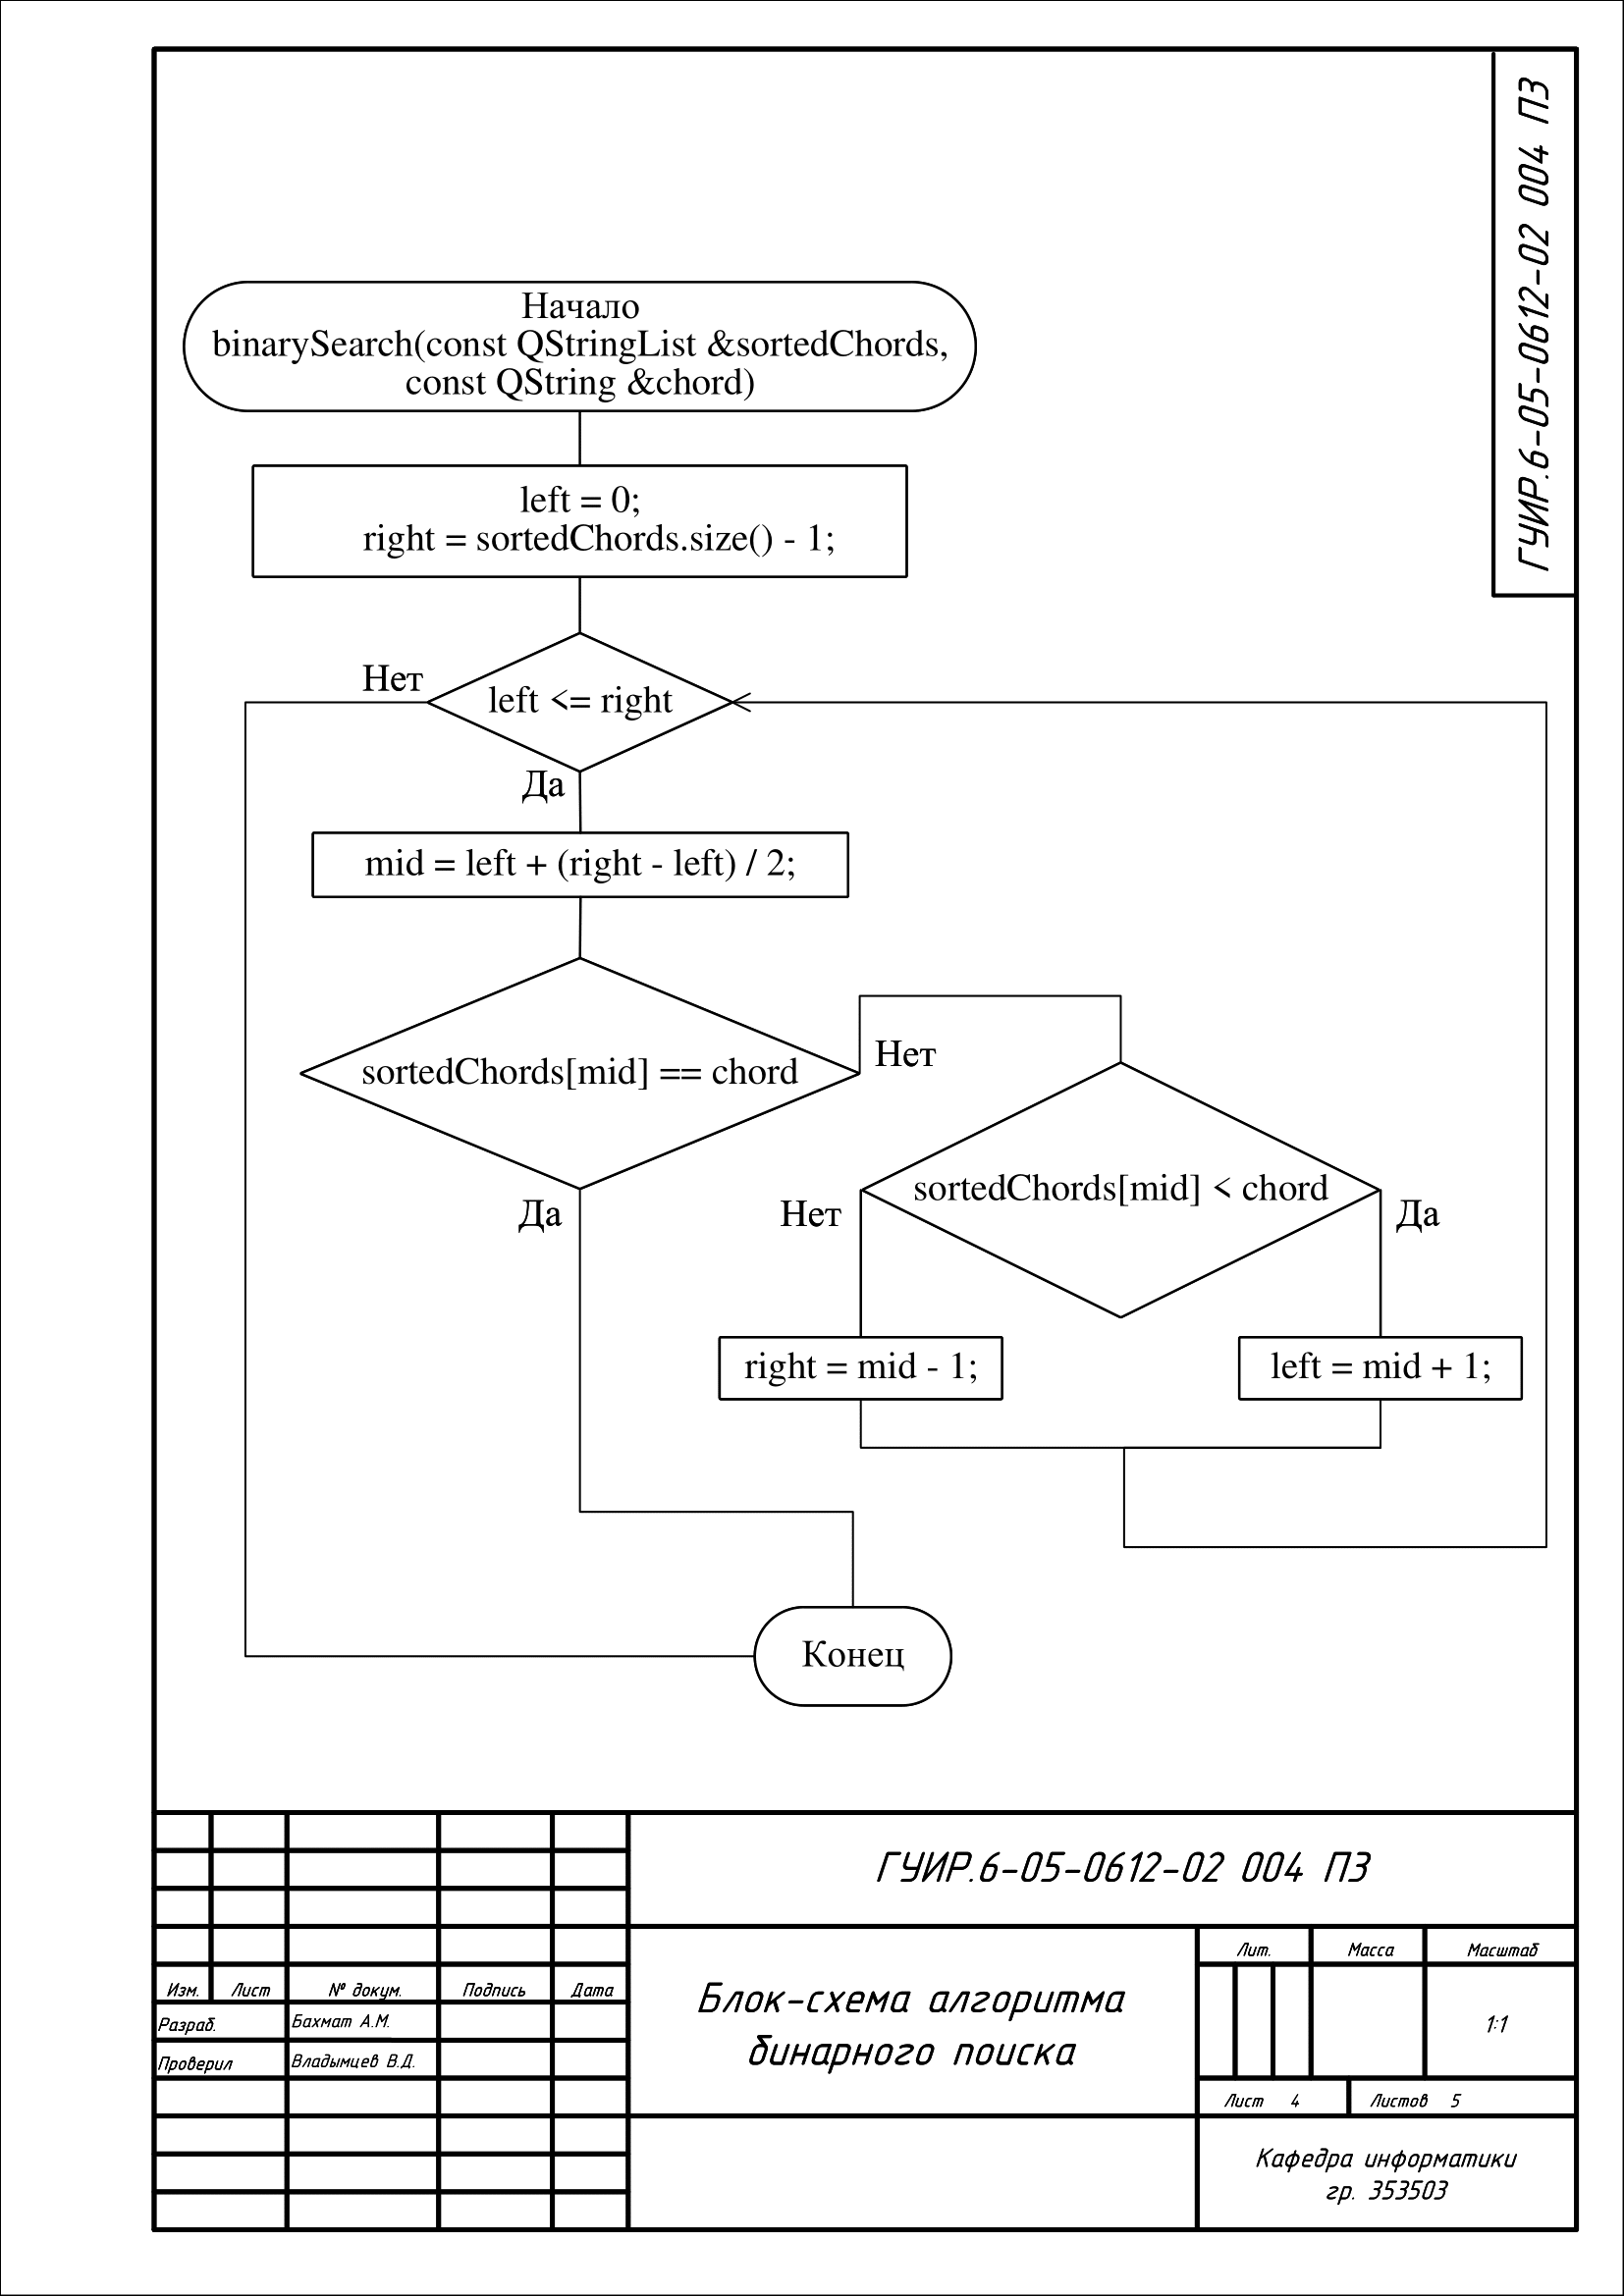 ГУИР.6-05-0612-02 004 ПЗ
Начало
binarySearch(const QStringList &sortedChords,
const QString &chord)
left = 0;
right = sortedChords.size() - 1;
Нет
left <= right
Да
mid = left + (right - left) / 2;
sortedChords[mid] == chord
Нет
Да
sortedChords[mid] < chord
Нет
Да
right = mid - 1;
left = mid + 1;
Конец
ГУИР.6-05-0612-02 004 ПЗ
Лит.
Масса
Масштаб
Изм.
Лист
№ докум.
Подпись
Дата
Разраб.
Бахмат А.М.
Проверил
Владымцев В.Д.
Блок-схема алгоритма
бинарного поиска
1:1
Лист 4
Листов 5
Кафедра информатики
гр. 353503